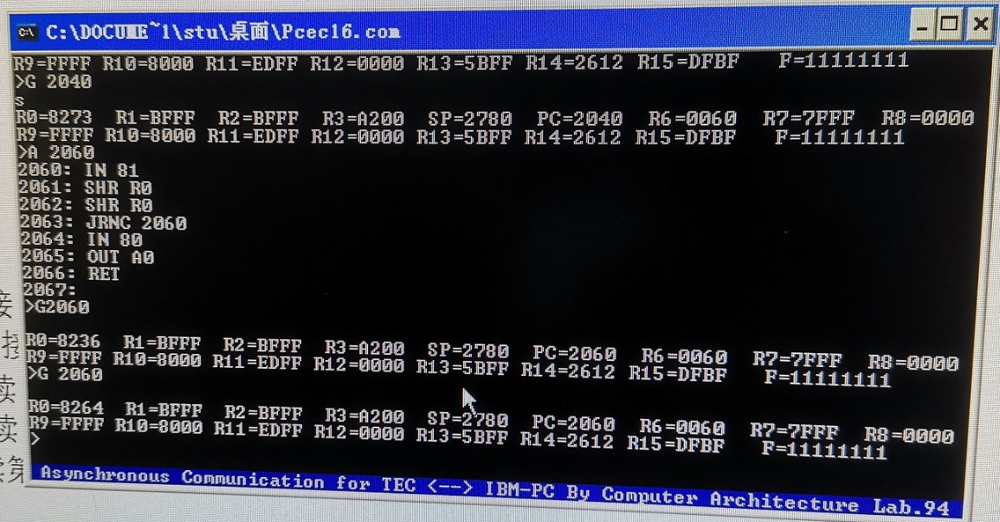 C:\DOCUME~1\stu\桌面\Pcec16.com
R9=FFFF R10=8000 R11=EDFF R12=0000 R13=5BFF R14=2612 R15=DFBF F=11111111
>G 2040
s
R0=8273 R1=BFFF R2=BFFF R3=A200 SP=2780 PC=2040 R6=0060 R7=7FFF R8=0000
R9=FFFF R10=8000 R11=EDFF R12=0000 R13=5BFF R14=2612 R15=DFBF F=11111111
>A 2060
2060: IN 81
2061: SHR R0
2062: SHR R0
2063: JRNC 2060
2064: IN 80
2065: OUT A0
2066: RET
2067:
>G2060
R0=8236 R1=BFFF R2=BFFF R3=A200 SP=2780 PC=2060 R6=0060 R7=7FFF R8=0000
R9=FFFF R10=8000 R11=EDFF R12=0000 R13=5BFF R14=2612 R15=DFBF F=11111111
>G 2060
R0=8264 R1=BFFF R2=BFFF R3=A200 SP=2780 PC=2060 R6=0060 R7=7FFF R8=0000
R9=FFFF R10=8000 R11=EDFF R12=0000 R13=5BFF R14=2612 R15=DFBF F=11111111
>
Asynchronous Communication for TEC <--> IBM-PC By Computer Architecture Lab.94